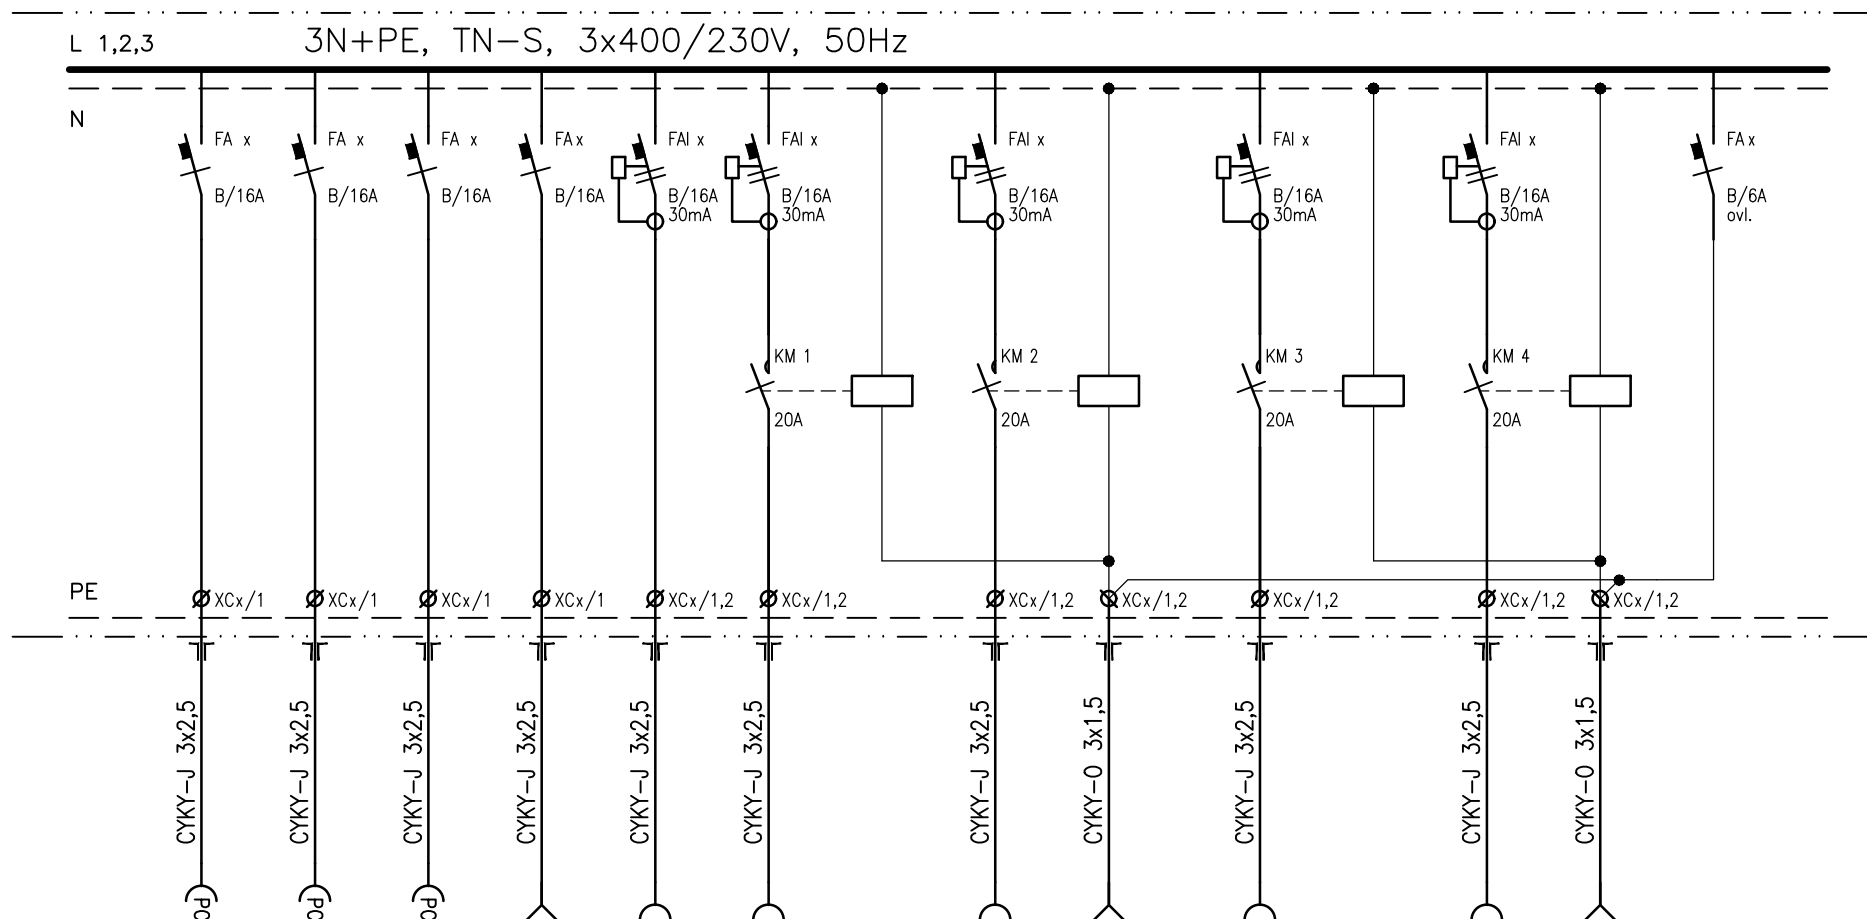 L 1,2,3
3N+PE, TN-S, 3x400/230V, 50Hz
N
FA x
B/16A
FA x
B/16A
FA x
B/16A
FA x
B/16A
FAI x
B/16A
30mA
FAI x
B/16A
30mA
FAI x
B/16A
30mA
FAI x
B/16A
30mA
FAI x
B/16A
30mA
FA x
B/6A
ovl.
KM 1
20A
KM 2
20A
KM 3
20A
KM 4
20A
PE
XCx/1
XCx/1
XCx/1
XCx/1
XCx/1,2
XCx/1,2
XCx/1,2
XCx/1,2
XCx/1,2
XCx/1,2
XCx/1,2
CYKY-J 3x2,5
CYKY-J 3x2,5
CYKY-J 3x2,5
CYKY-J 3x2,5
CYKY-J 3x2,5
CYKY-J 3x2,5
CYKY-J 3x2,5
CYKY-O 3x1,5
CYKY-J 3x2,5
CYKY-J 3x2,5
CYKY-O 3x1,5